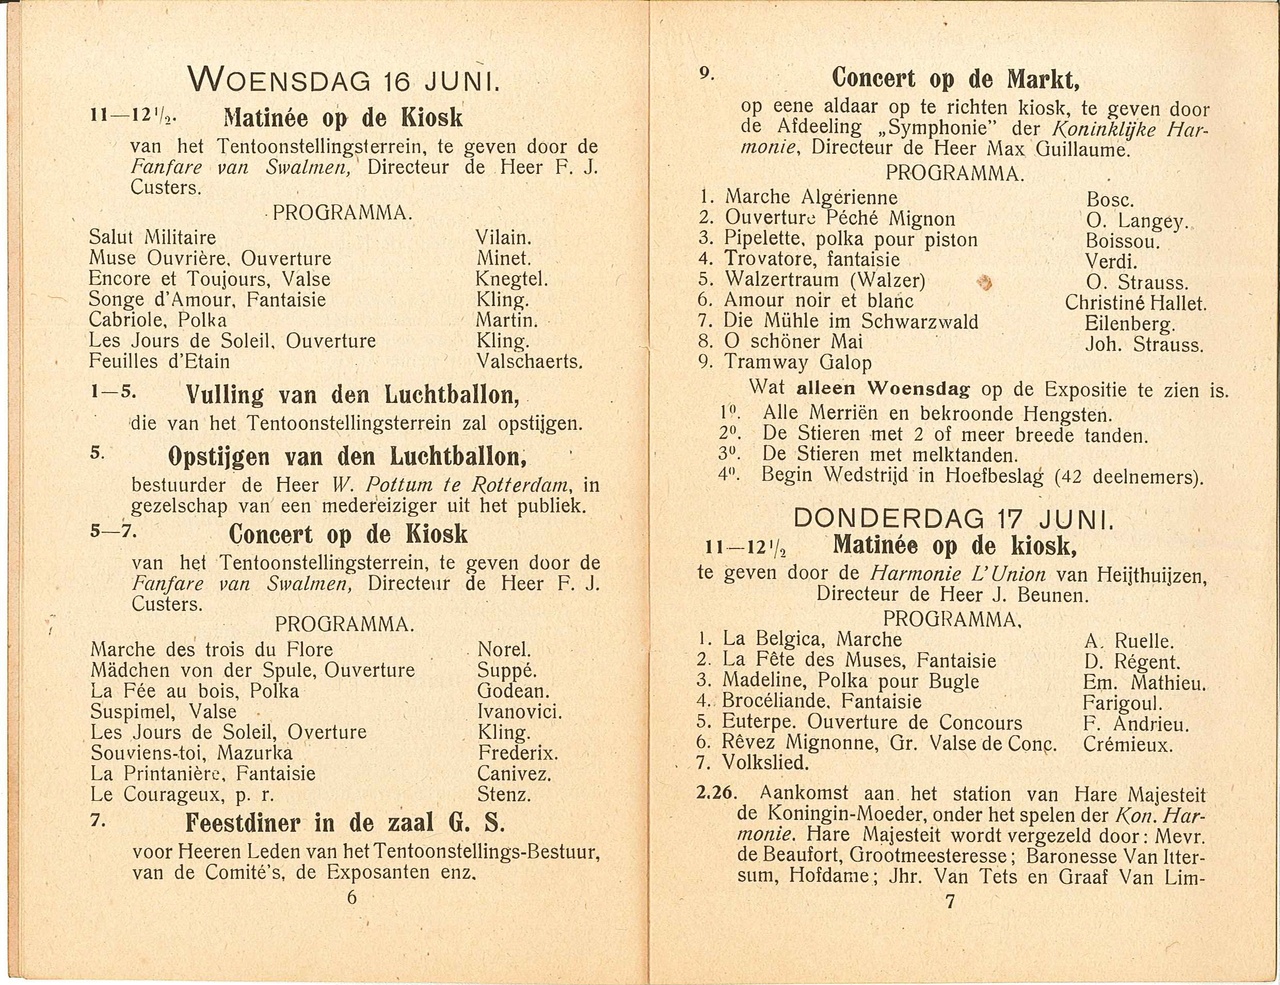 WOENSDAG 16 JUNI.
11—12 1/2. Matinée op de Kiosk
van het Tentoonstellingsterrein, te geven door de
Fanfare van Swalmen, Directeur de Heer F. J.
Custers.
PROGRAMMA.
Salut Militaire Vilain.
Muse Ouvrière, Ouverture Minet.
Encore et Toujours, Valse Knegtel.
Songe d'Amour, Fantaisie Kling.
Cabriole, Polka Martin.
Les Jours de Soleil, Ouverture Kling.
Feuilles d'Etain Valschaerts.
1—5. Vulling van den Luchtballon,
die van het Tentoonstellingsterrein zal opstijgen.
5. Opstijgen van den Luchtballon,
bestuurder de Heer W. Pottum te Rotterdam, in
gezelschap van een medereiziger uit het publiek.
5—7. Concert op de Kiosk
van het Tentoonstellingsterrein, te geven door de
Fanfare van Swalmen, Directeur de Heer F. J.
Custers.
PROGRAMMA.
Marche des trois du Flore Norel.
Mädchen von der Spule, Ouverture Suppé.
La Fée au bois, Polka Godean.
Suspimel, Valse Ivanovici.
Les Jours de Soleil, Overture Kling.
Souviens-toi, Mazurka Frederix.
La Printanière, Fantaisie Canivez.
Le Courageux, p. r. Stenz.
7. Feestdiner in de zaal G. S.
voor Heeren Leden van het Tentoonstellings-Bestuur,
van de Comité's, de Exposanten enz.
6
9. Concert op de Markt,
op eene aldaar op te richten kiosk, te geven door
de Afdeeling „Symphonie” der Koninklijke Har-
monie, Directeur de Heer Max Guillaume.
PROGRAMMA.
1. Marche Algérienne Bosc.
2. Ouverture Péché Mignon O. Langey.
3. Pipelette, polka pour piston Boissou.
4. Trovatore, fantaisie Verdi.
5. Walzertraum (Walzer) O. Strauss.
6. Amour noir et blanc Christiné Hallet.
7. Die Mühle im Schwarzwald Eilenberg.
8. O schöner Mai Joh. Strauss.
9. Tramway Galop
Wat alleen Woensdag op de Expositie te zien is.
1º. Alle Merriën en bekroonde Hengsten.
2º. De Stieren met 2 of meer breede tanden.
3º. De Stieren met melktanden.
4º. Begin Wedstrijd in Hoefbeslag (42 deelnemers).
DONDERDAG 17 JUNI.
11—12 1/2 Matinée op de kiosk,
te geven door de Harmonie L'Union van Heijthuijzen,
Directeur de Heer J. Beunen.
PROGRAMMA,
1. La Belgica, Marche A. Ruelle.
2. La Fête des Muses, Fantaisie D. Régent.
3. Madeline, Polka pour Bugle Em. Mathieu.
4. Brocéliande, Fantaisie Farigoul.
5. Euterpe. Ouverture de Concours F. Andrieu.
6. Rêvez Mignonne, Gr. Valse de Conc. Crémieux.
7. Volkslied.
2.26. Aankomst aan het station van Hare Majesteit
de Koningin-Moeder, onder het spelen der Kon. Har-
monie. Hare Majesteit wordt vergezeld door: Mevr.
de Beaufort, Grootmeesteresse; Baronesse Van Itter-
sum, Hofdame; Jhr. Van Tets en Graaf Van Lim-
7